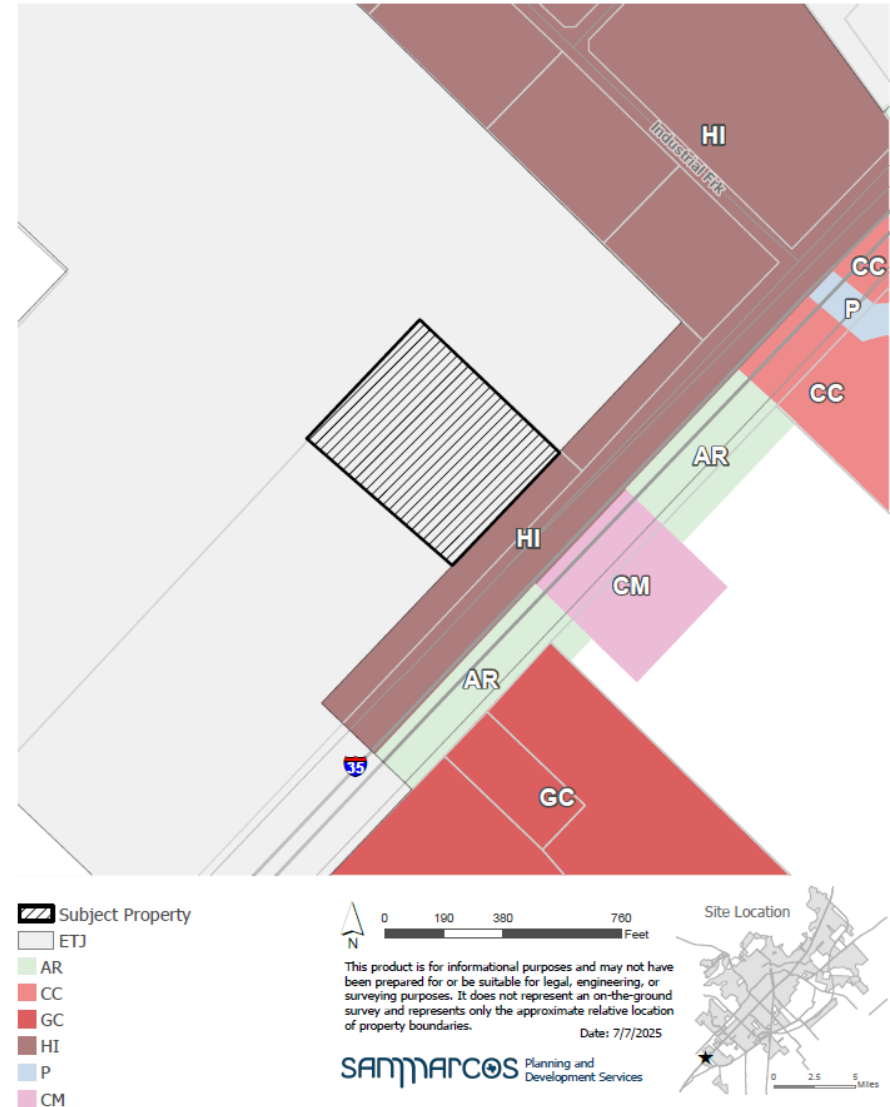 HI
Industrial Frk
CC
P
CC
AR
HI
CM
AR
35
GC
Subject Property
ETJ
AR
CC
GC
HI
P
CM
N
0 190 380 760
Feet
This product is for informational purposes and may not have
been prepared for or be suitable for legal, engineering, or
surveying purposes. It does not represent an on-the-ground
survey and represents only the approximate relative location
of property boundaries.
Date: 7/7/2025
SANMARCOS Planning and
Development Services
Site Location
0 2.5 5
Miles